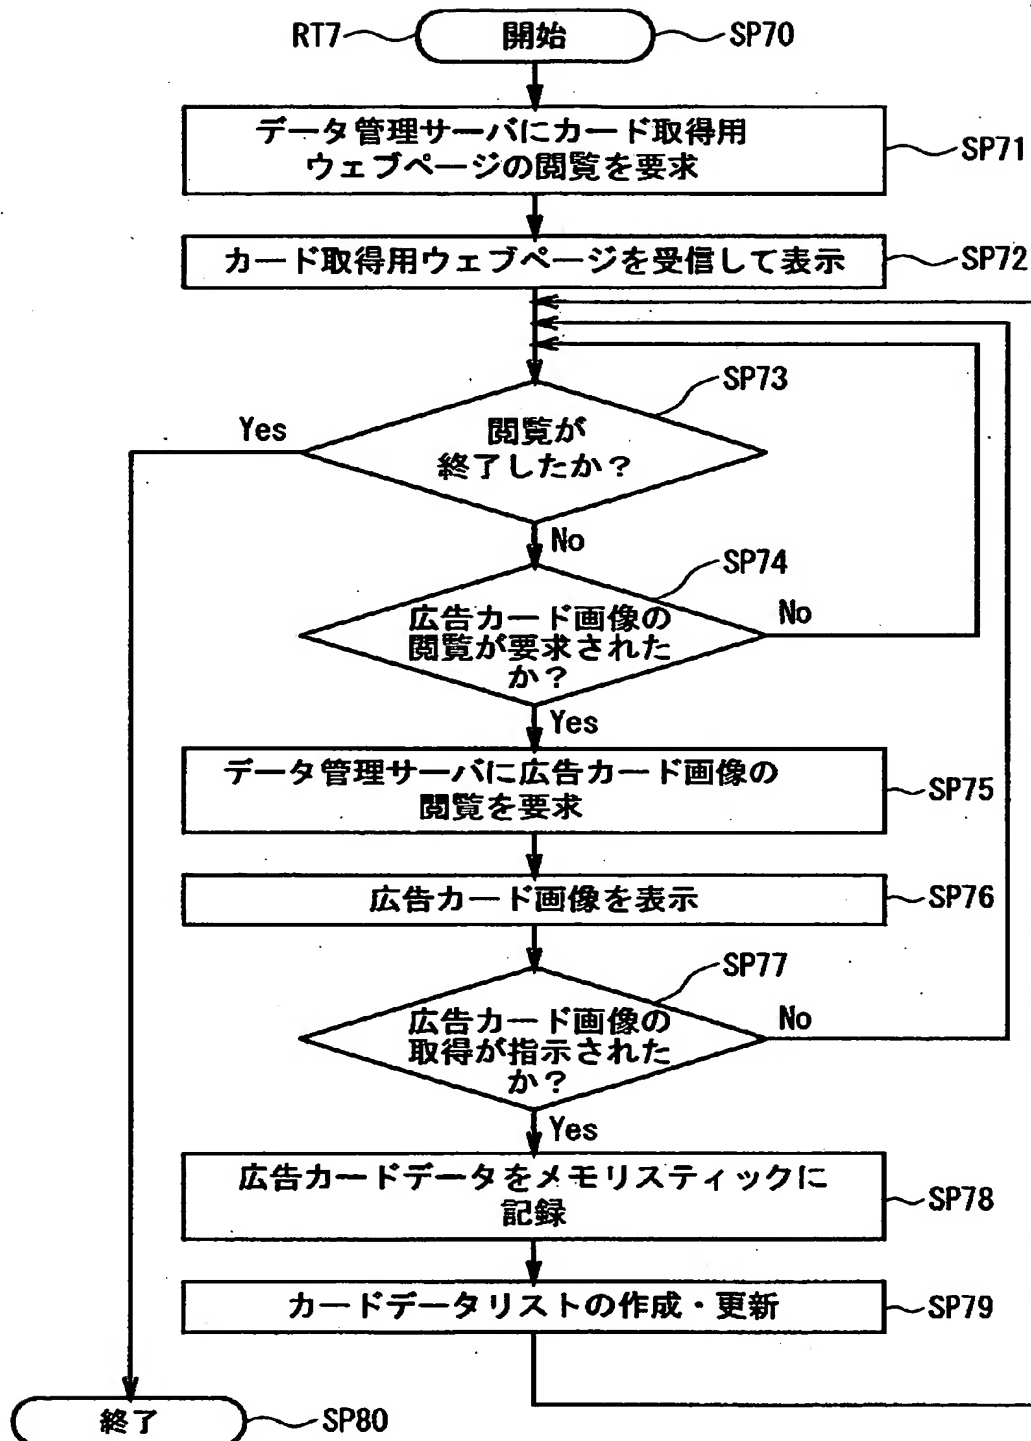 RT7 開始 SP70
データ管理サーバにカード取得用
ウェブページの閲覧を要求
SP71
カード取得用ウェブページを受信して表示
SP72
SP73
Yes
閲覧が
終了したか？
No
SP74
広告カード画像の
閲覧が要求された
か？
No
Yes
データ管理サーバに広告カード画像の
閲覧を要求
SP75
広告カード画像を表示
SP76
SP77
広告カード画像の
取得が指示された
か？
No
Yes
広告カードデータをメモリスティックに
記録
SP78
カードデータリストの作成・更新
SP79
終了 SP80